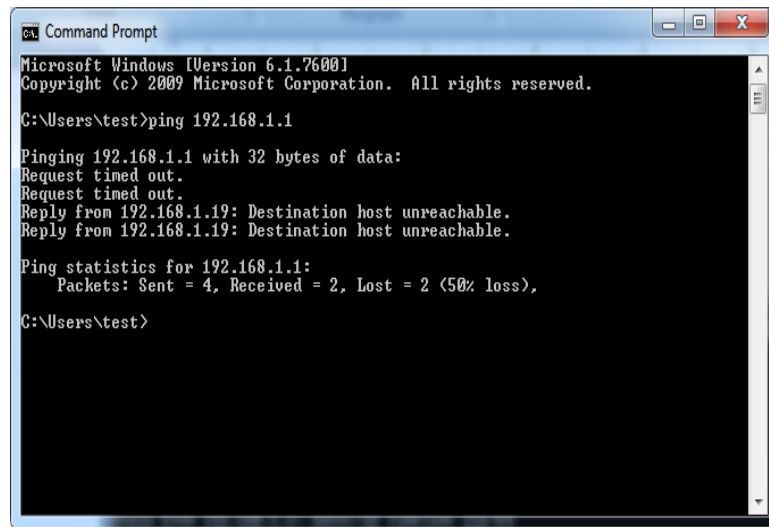 Command Prompt
Microsoft Windows [Version 6.1.7600]
Copyright (c) 2009 Microsoft Corporation.  All rights reserved.
C:\Users\test>ping 192.168.1.1
Pinging 192.168.1.1 with 32 bytes of data:
Request timed out.
Request timed out.
Reply from 192.168.1.19: Destination host unreachable.
Reply from 192.168.1.19: Destination host unreachable.
Ping statistics for 192.168.1.1:
    Packets: Sent = 4, Received = 2, Lost = 2 (50% loss),
C:\Users\test>